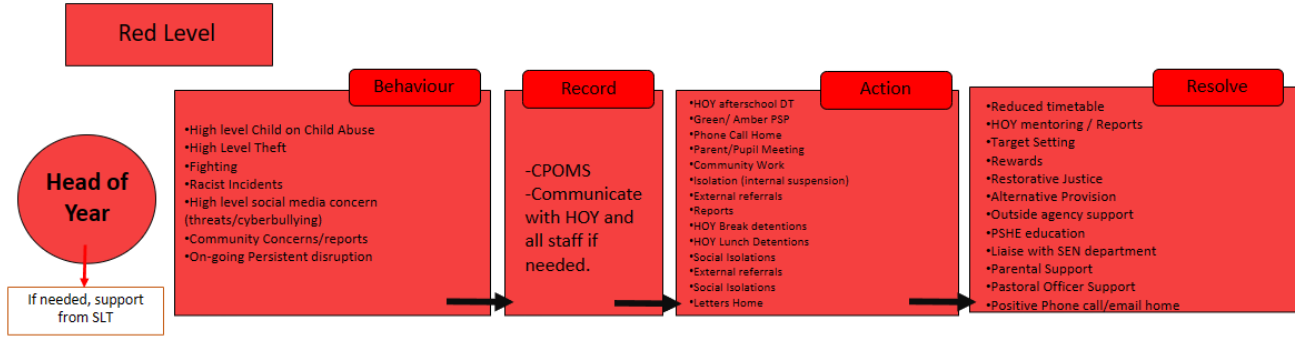 Red Level
Head of
Year
If needed, support
from SLT
Behaviour
•High level Child on Child Abuse
•High Level Theft
•Fighting
•Racist Incidents
•High level social media concern
(threats/cyberbullying)
•Community Concerns/reports
•On-going Persistent disruption
Record
-CPOMS
-Communicate
with HOY and
all staff if
needed.
Action
•HOY afterschool DT
•Green/ Amber PSP
•Phone Call Home
•Parent/Pupil Meeting
•Community Work
•Isolation (internal suspension)
•External referrals
•Reports
•HOY Break detentions
•HOY Lunch Detentions
•Social Isolations
•External referrals
•Social Isolations
•Letters Home
Resolve
•Reduced timetable
•HOY mentoring / Reports
•Target Setting
•Rewards
•Restorative Justice
•Alternative Provision
•Outside agency support
•PSHE education
•Liaise with SEN department
•Parental Support
•Pastoral Officer Support
•Positive Phone call/email home